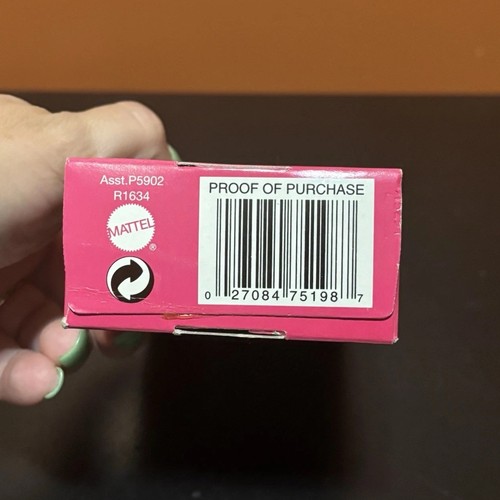 Asst.P5902
R1634
MATTEL
®
PROOF OF PURCHASE
0 27084 75198 7